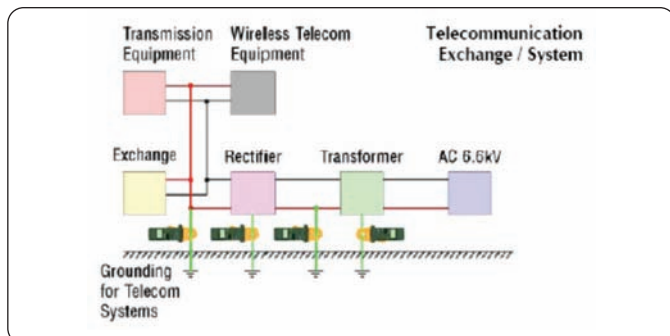 Transmission
Equipment
Wireless Telecom
Equipment
Telecommunication
Exchange / System
Exchange
Rectifier
Transformer
AC 6.6kV
Grounding
for Telecom
Systems